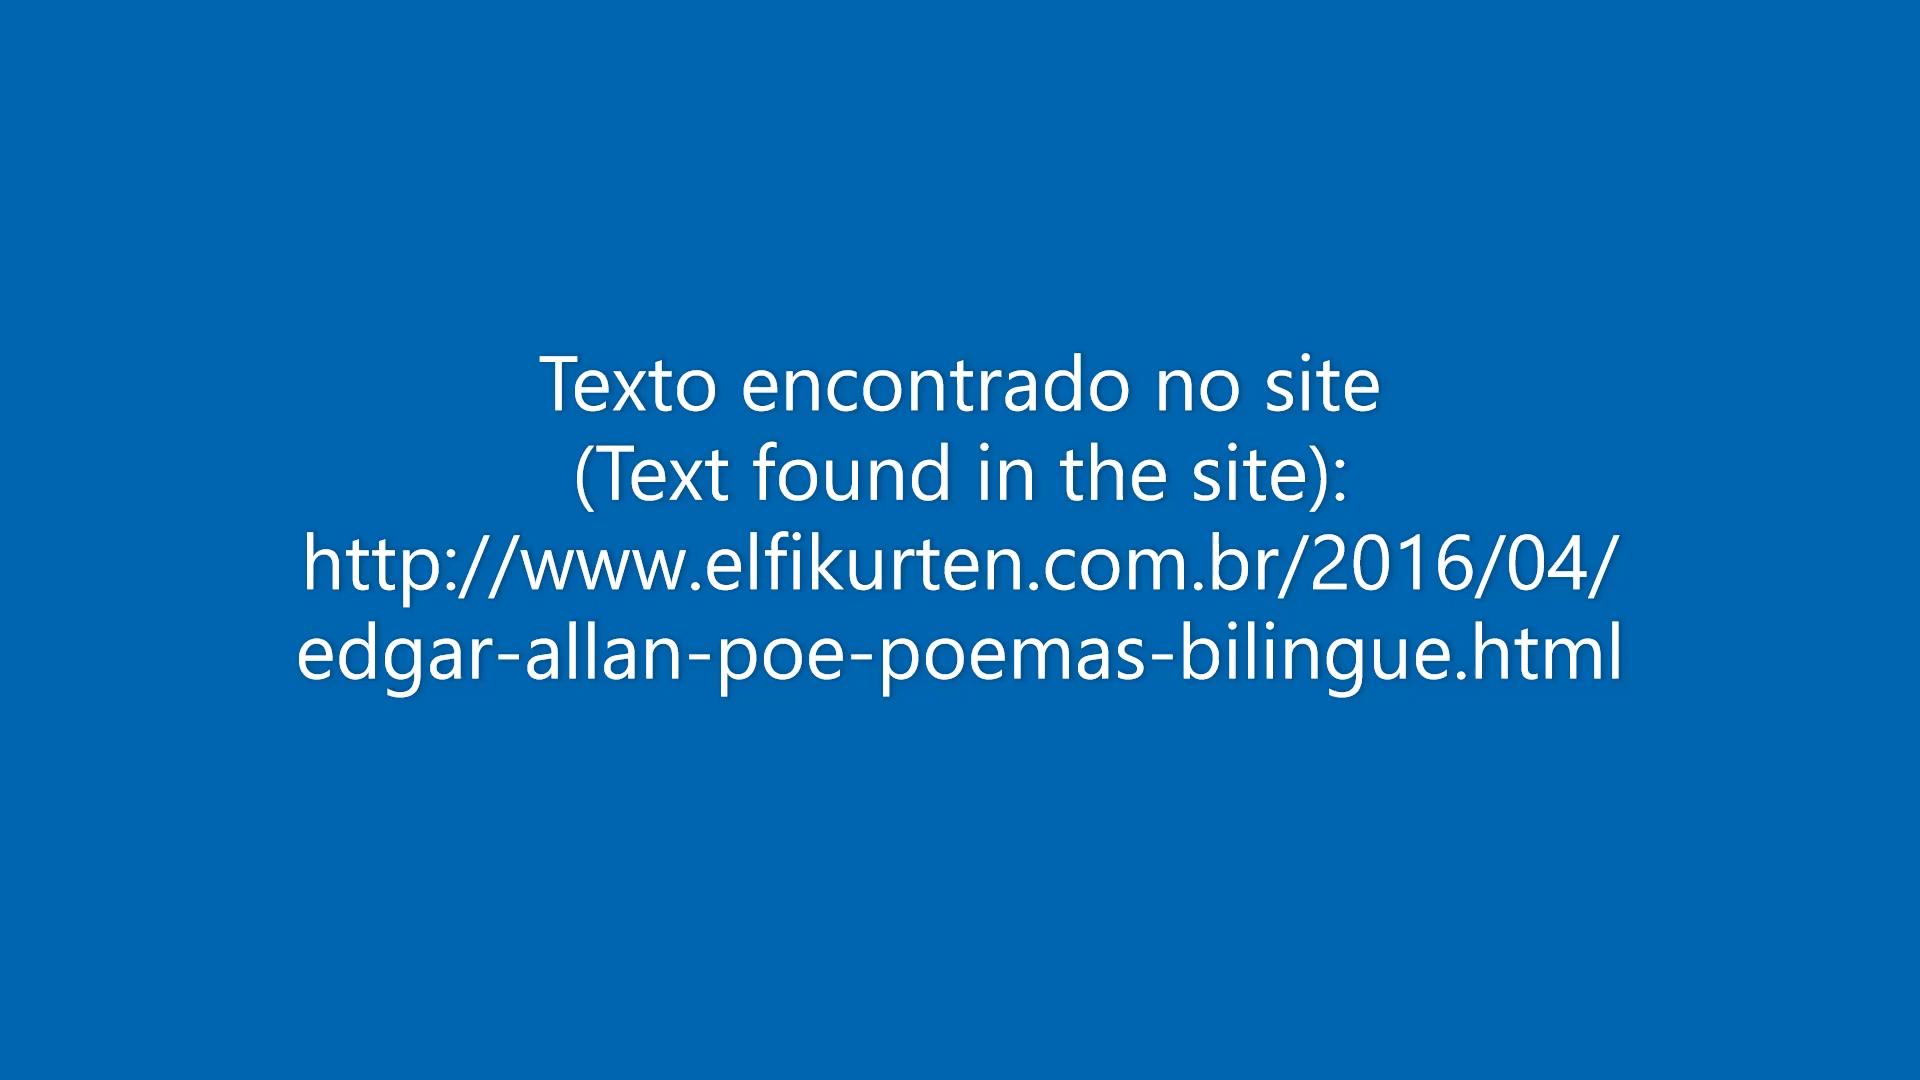 Texto encontrado no site
(Text found in the site):
http://www.elfikurten.com.br/2016/04/
edgar-allan-poe-poemas-bilingue.html